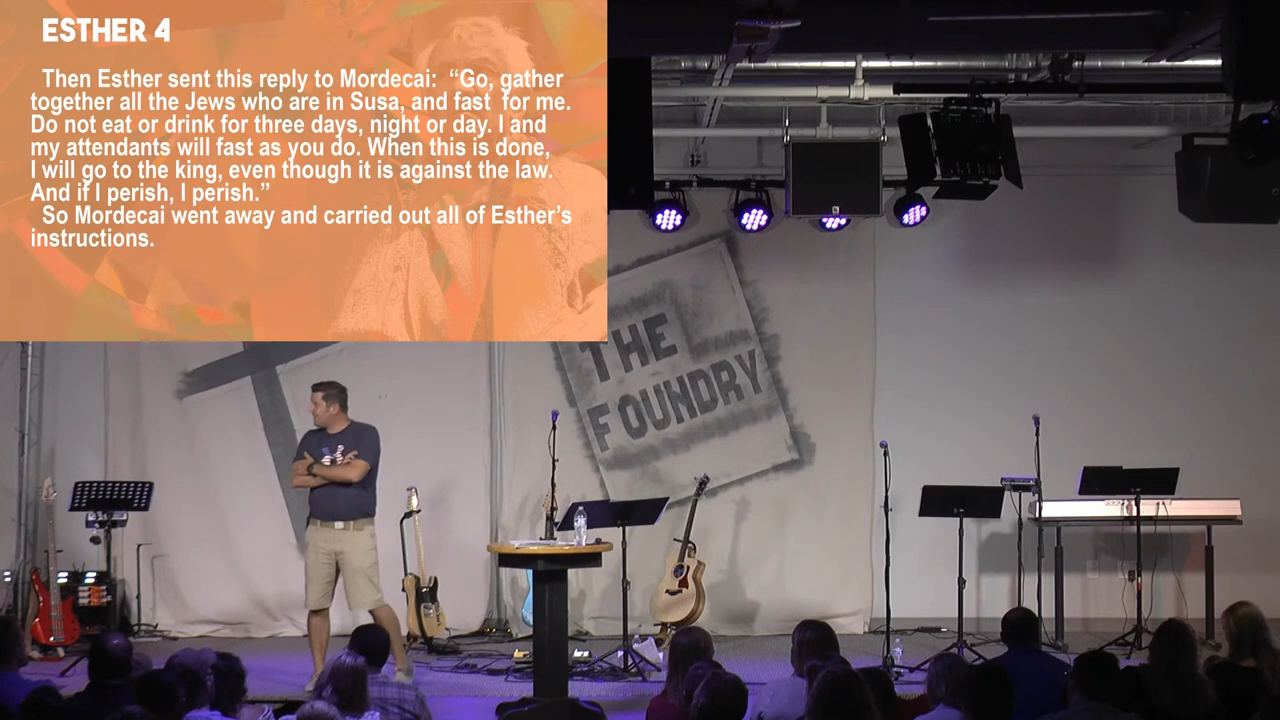 ESTHER 4
Then Esther sent this reply to Mordecai: “Go, gather
together all the Jews who are in Susa, and fast for me.
Do not eat or drink for three days, night or day. I and
my attendants will fast as you do. When this is done,
I will go to the king, even though it is against the law.
And if I perish, I perish.”
So Mordecai went away and carried out all of Esther’s
instructions.
THE
FOUNDRY